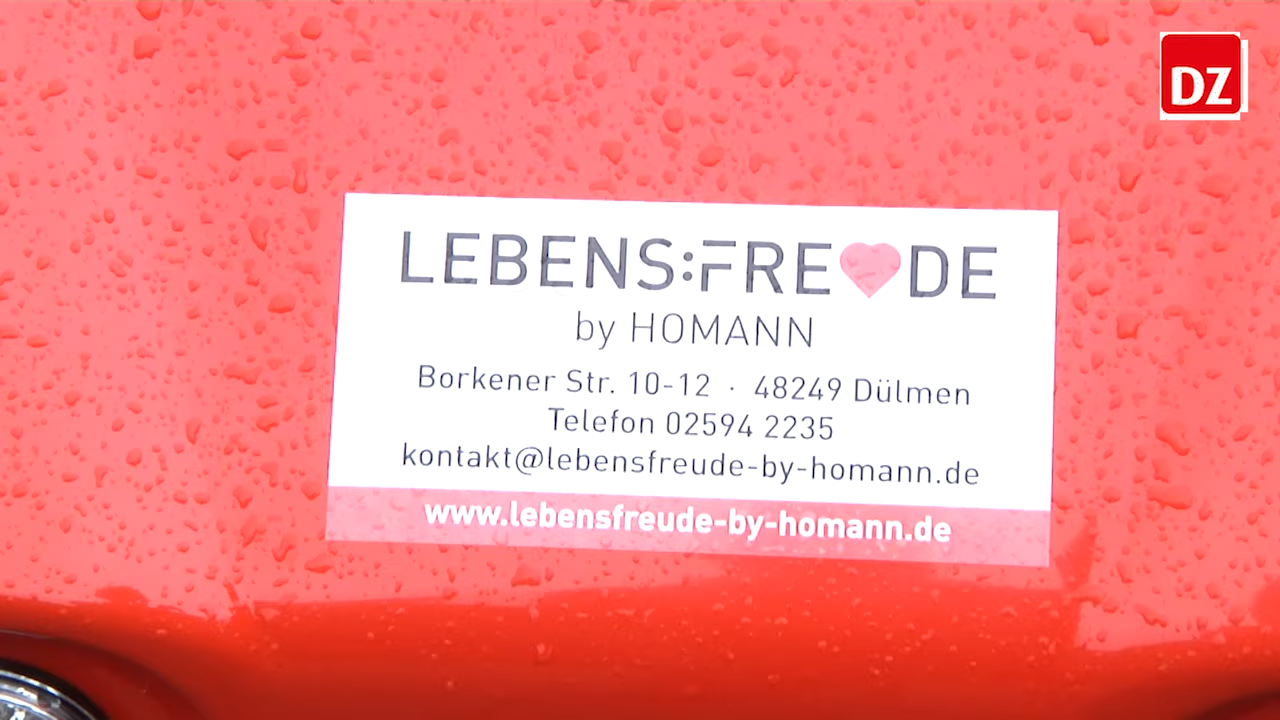 DZ
LEBENS:FRE♥DE
by HOMANN
Borkener Str. 10-12 · 48249 Dülmen
Telefon 02594 2235
kontakt@lebensfreude-by-homann.de
www.lebensfreude-by-homann.de